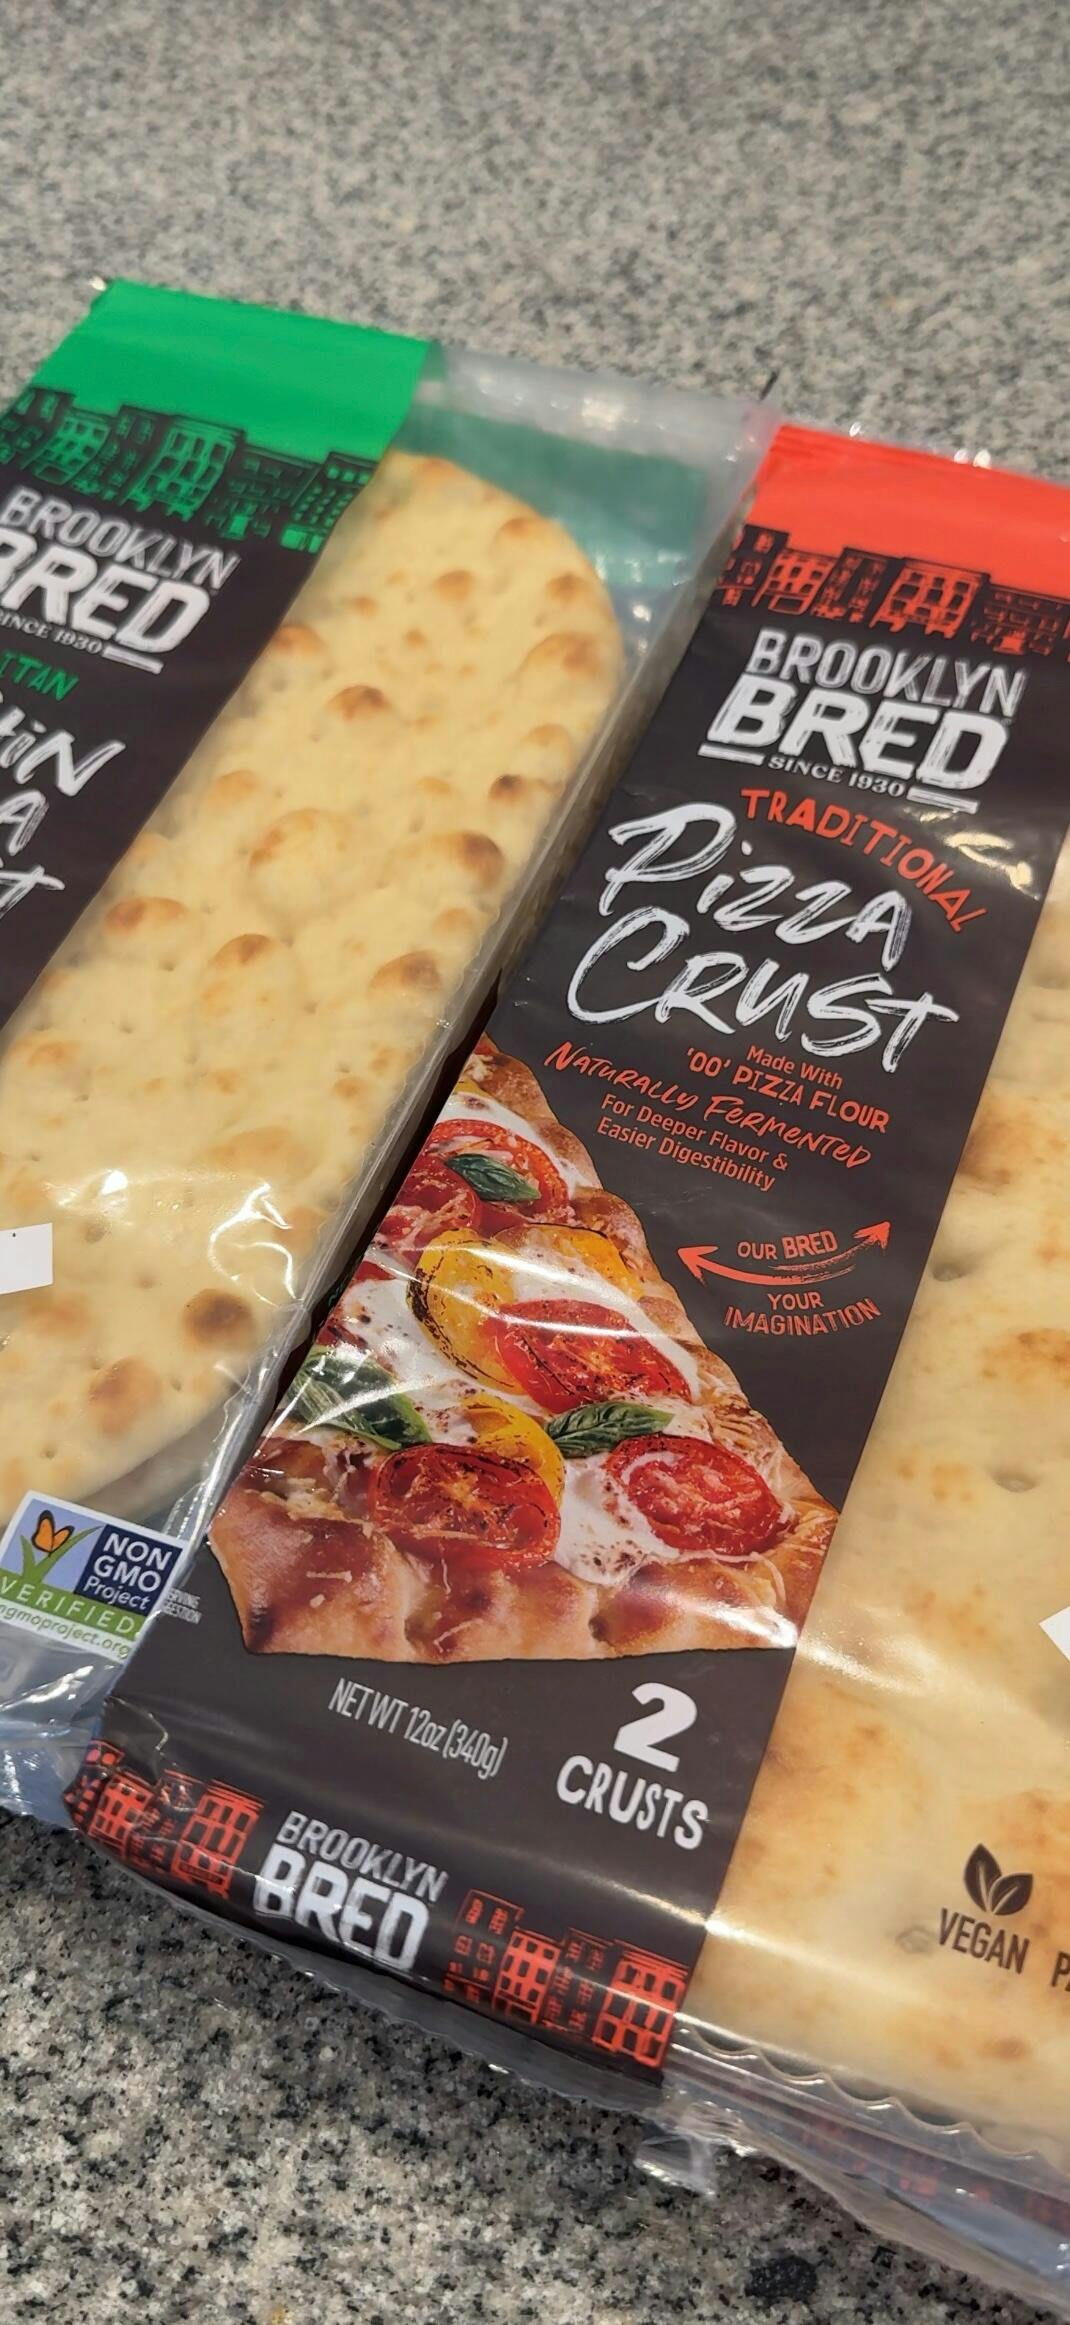 BROOKLYN
BRED
SINCE 1930
BROOKLYN
BRED
SINCE 1930
TRADITIONAL
Pizza
Crust
Made With
'00' PIZZA FLOUR
NATURALLY FERMENTED
For Deeper Flavor &
Easier Digestibility
OUR BRED
YOUR
IMAGINATION
NON
GMO
Project
VERIFIED
ngmoproject.org
NET WT 12oz (340g)
2
CRUSTS
BROOKLYN
BRED
VEGAN